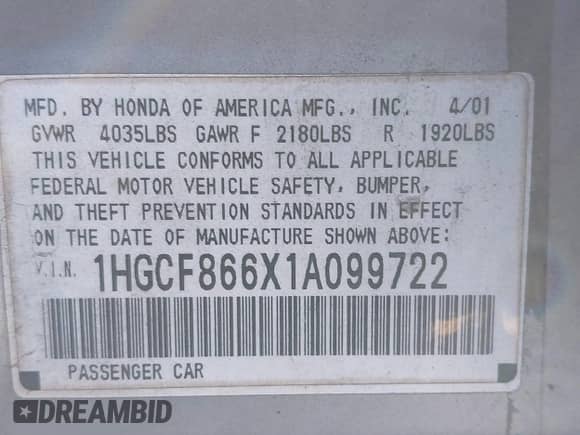 MFD. BY HONDA OF AMERICA MFG., INC. 4/01
GVWR 4035LBS GAWR F 2180LBS R 1920LBS
THIS VEHICLE CONFORMS TO ALL APPLICABLE
FEDERAL MOTOR VEHICLE SAFETY, BUMPER,
AND THEFT PREVENTION STANDARDS IN EFFECT
ON THE DATE OF MANUFACTURE SHOWN ABOVE:
V.I.N. 1HGCF866X1A099722
PASSENGER CAR
DREAMBID